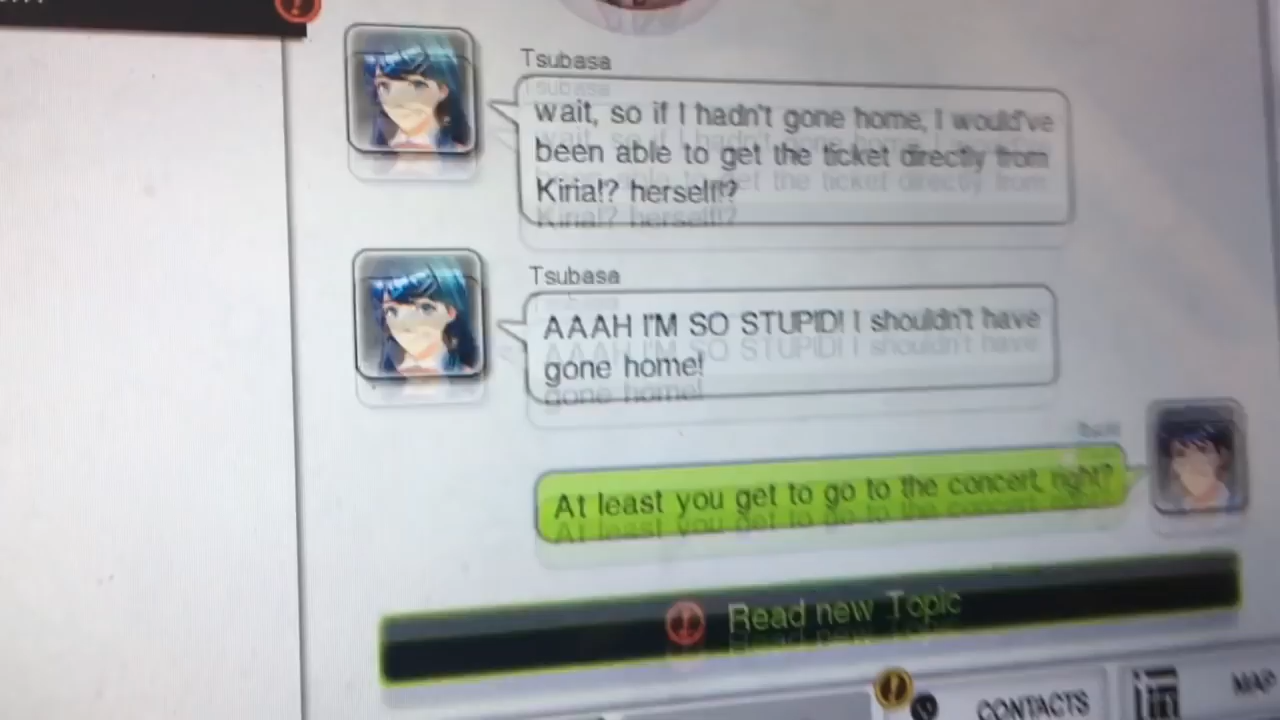 Tsubasa
wait, so if I hadn't gone home, I would've
been able to get the ticket directly from
Kiria!? herself!?
Tsubasa
AAAH I'M SO STUPID! I shouldn't have
gone home!
At least you get to go to the concert, right?
Read new Topic
CONTACTS
MAP